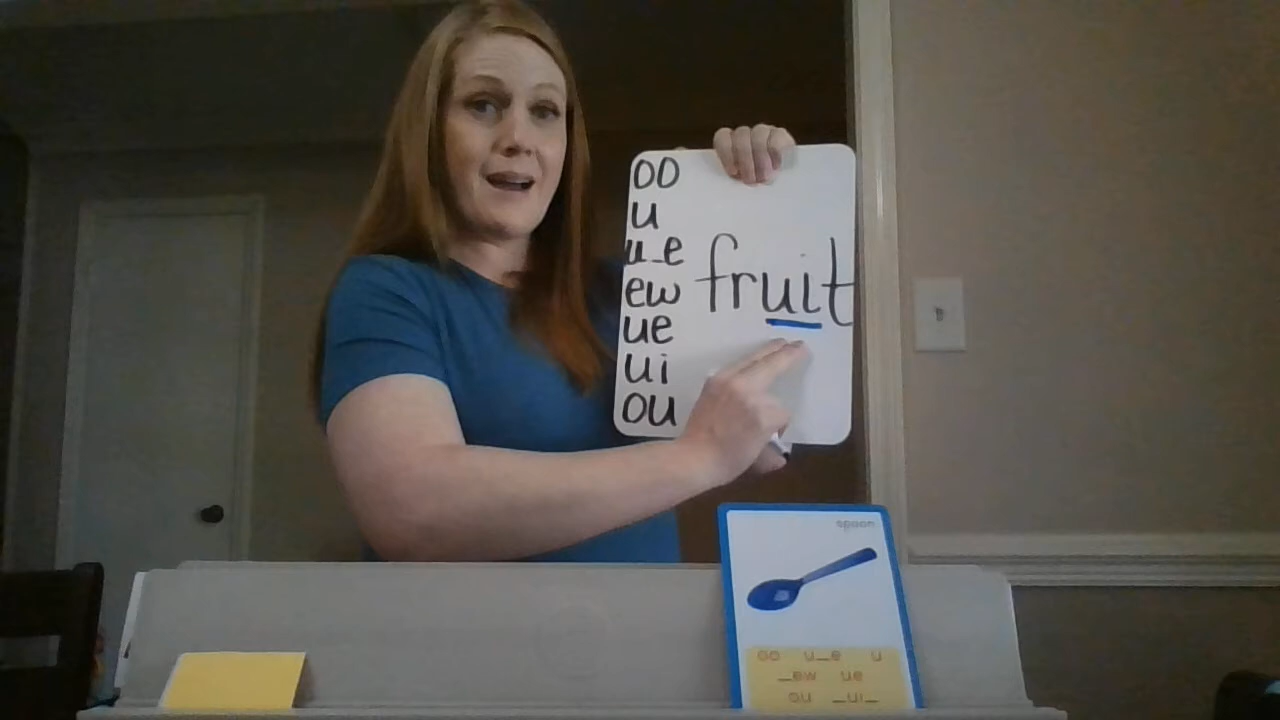 oo
u
u_e
ew
ue
ui
ou
fruit
spoon
oo u_e u
_ew ue
ou _ui_